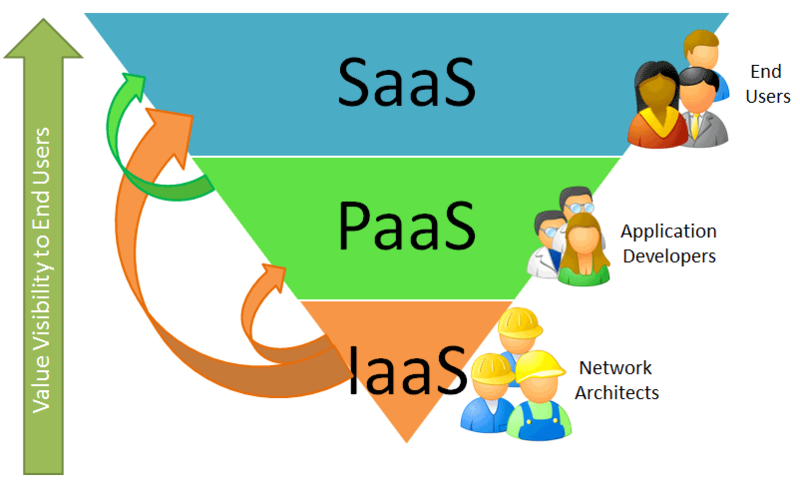 Value Visibility to End Users
SaaS
End
Users
PaaS
Application
Developers
IaaS
Network
Architects